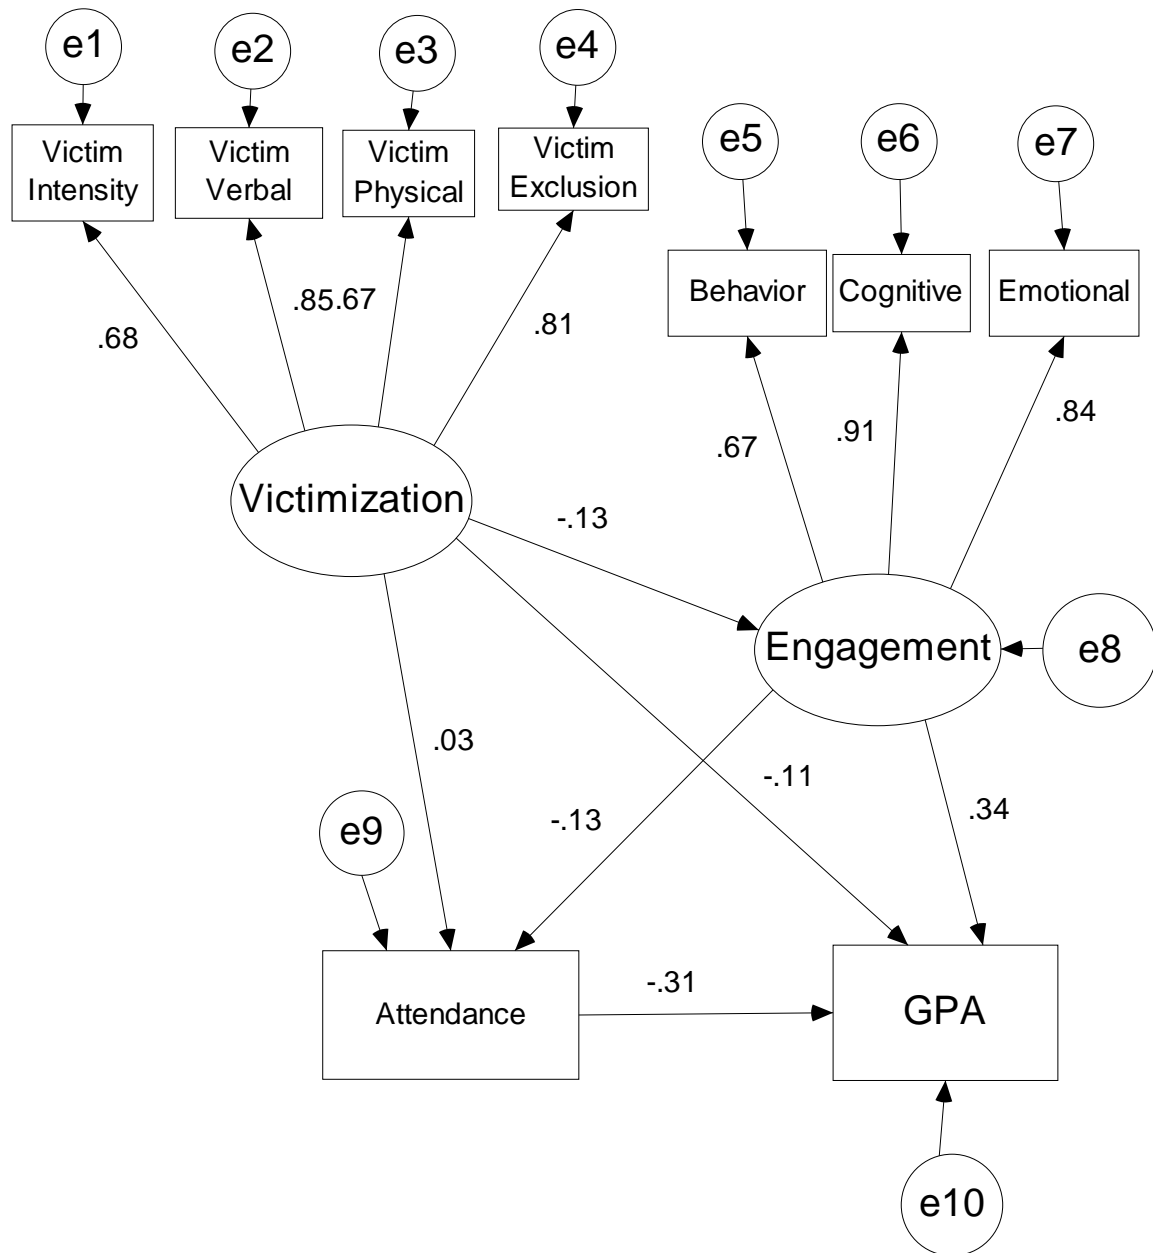 e1
e2
e3
e4
Victim
Intensity
Victim
Verbal
Victim
Physical
Victim
Exclusion
e5
e6
e7
Behavior
Cognitive
Emotional
.68
.85
.67
.81
.67
.91
.84
Victimization
-.13
Engagement
e8
.03
-.13
-.11
.34
e9
Attendance
-.31
GPA
e10